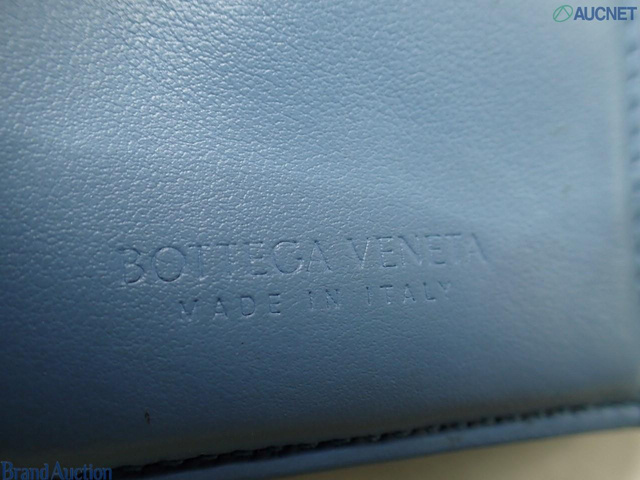 AUCNET
BOTTEGA VENETA
MADE IN ITALY
Brand Auction